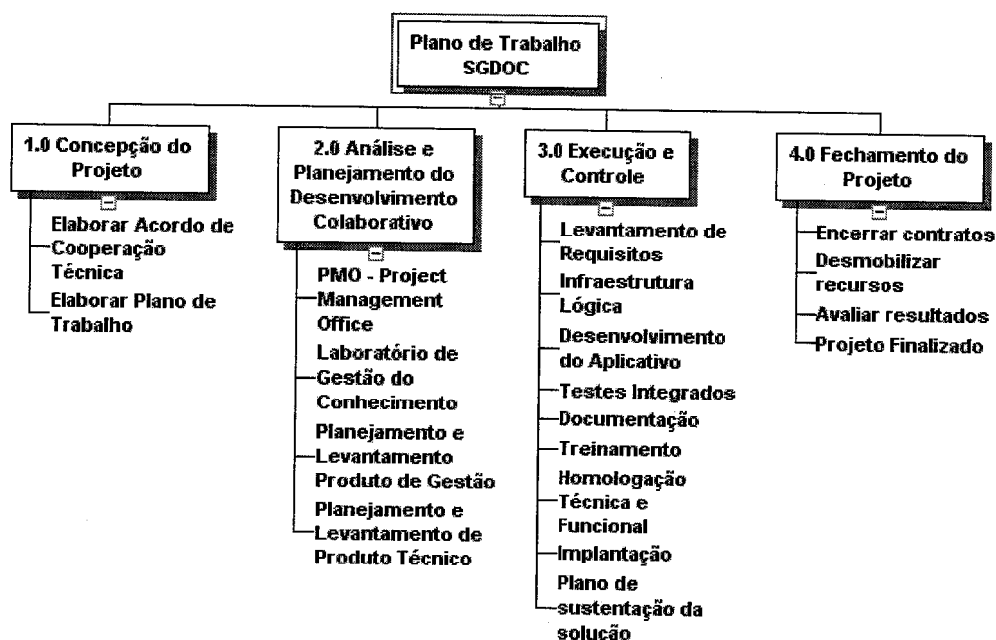 Plano de Trabalho
SGDOC
1.0 Concepção do
Projeto
Elaborar Acordo de
Cooperação
Técnica
Elaborar Plano de
Trabalho
2.0 Análise e
Planejamento do
Desenvolvimento
Colaborativo
PMO - Project
Management
Office
Laboratório de
Gestão do
Conhecimento
Planejamento e
Levantamento
Produto de Gestão
Planejamento e
Levantamento de
Produto Técnico
3.0 Execução e
Controle
Levantamento de
Requisitos
Infraestrutura
Lógica
Desenvolvimento
do Aplicativo
Testes Integrados
Documentação
Treinamento
Homologação
Técnica e
Funcional
Implantação
Plano de
sustentação da
solução
4.0 Fechamento do
Projeto
Encerrar contratos
Desmobilizar
recursos
Avaliar resultados
Projeto Finalizado